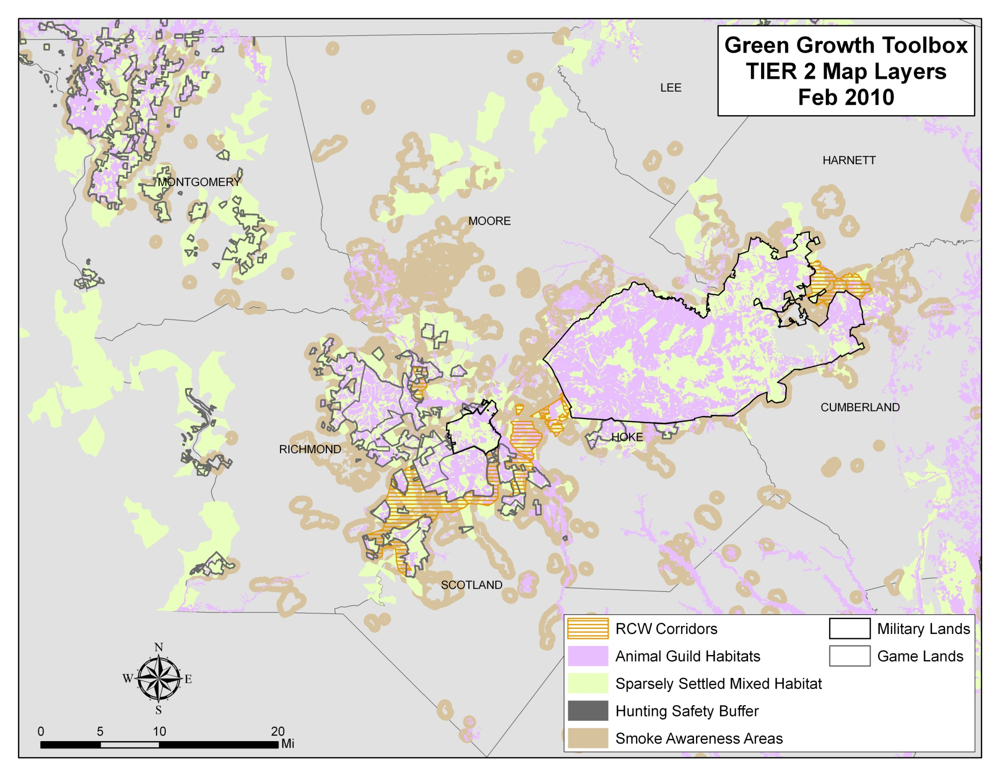 Green Growth Toolbox
TIER 2 Map Layers
Feb 2010
LEE
HARNETT
MONTGOMERY
MOORE
CUMBERLAND
HOKE
RICHMOND
SCOTLAND
RCW Corridors
Military Lands
Animal Guild Habitats
Game Lands
Sparsely Settled Mixed Habitat
Hunting Safety Buffer
Smoke Awareness Areas
N
W E
S
0 5 10 20
Mi